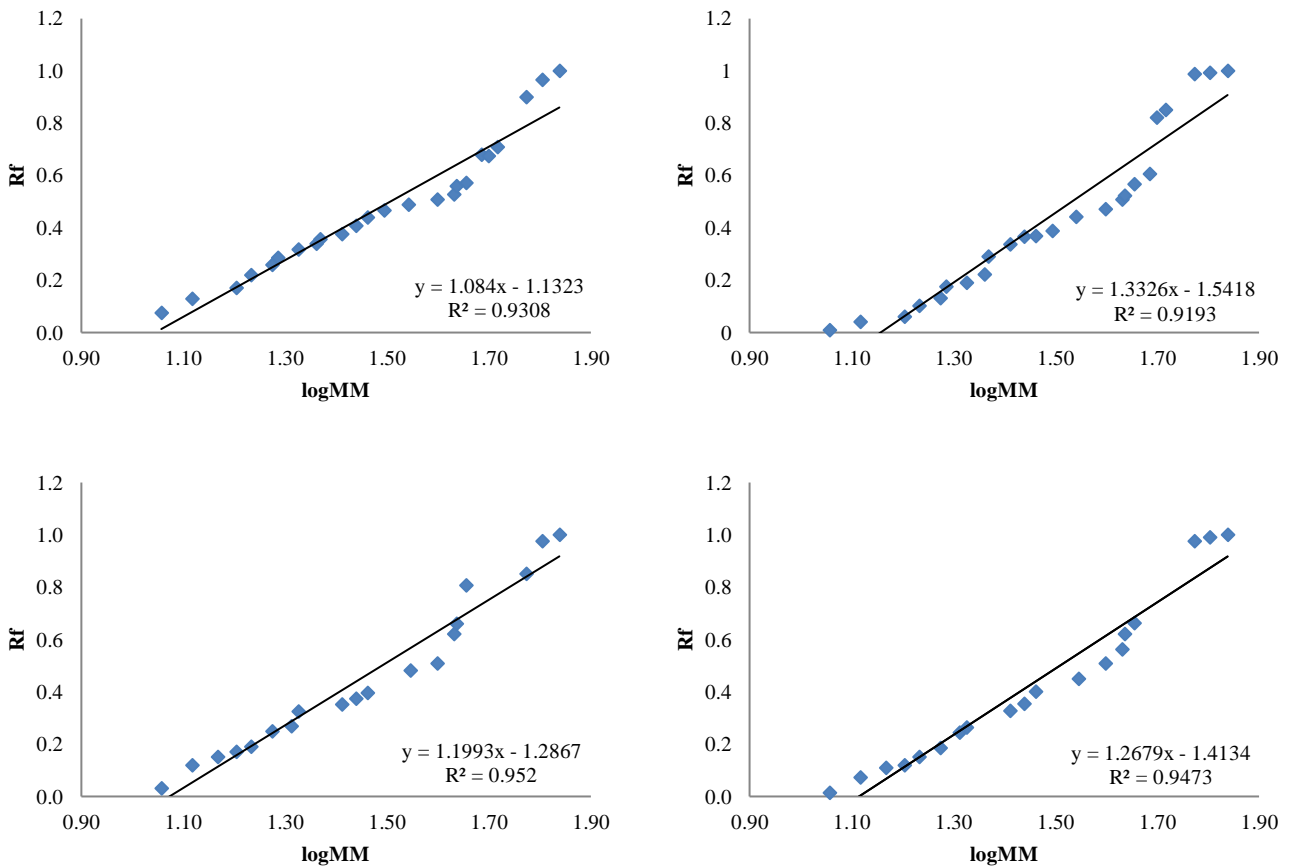 1.2
1.0
0.8
0.6
0.4
0.2
0.0
Rf
0.90 1.10 1.30 1.50 1.70 1.90
logMM
y = 1.084x - 1.1323
R² = 0.9308
1.2
1
0.8
0.6
0.4
0.2
0
Rf
0.90 1.10 1.30 1.50 1.70 1.90
logMM
y = 1.3326x - 1.5418
R² = 0.9193
1.2
1.0
0.8
0.6
0.4
0.2
0.0
Rf
0.90 1.10 1.30 1.50 1.70 1.90
logMM
y = 1.1993x - 1.2867
R² = 0.952
1.2
1.0
0.8
0.6
0.4
0.2
0.0
Rf
0.90 1.10 1.30 1.50 1.70 1.90
logMM
y = 1.2679x - 1.4134
R² = 0.9473